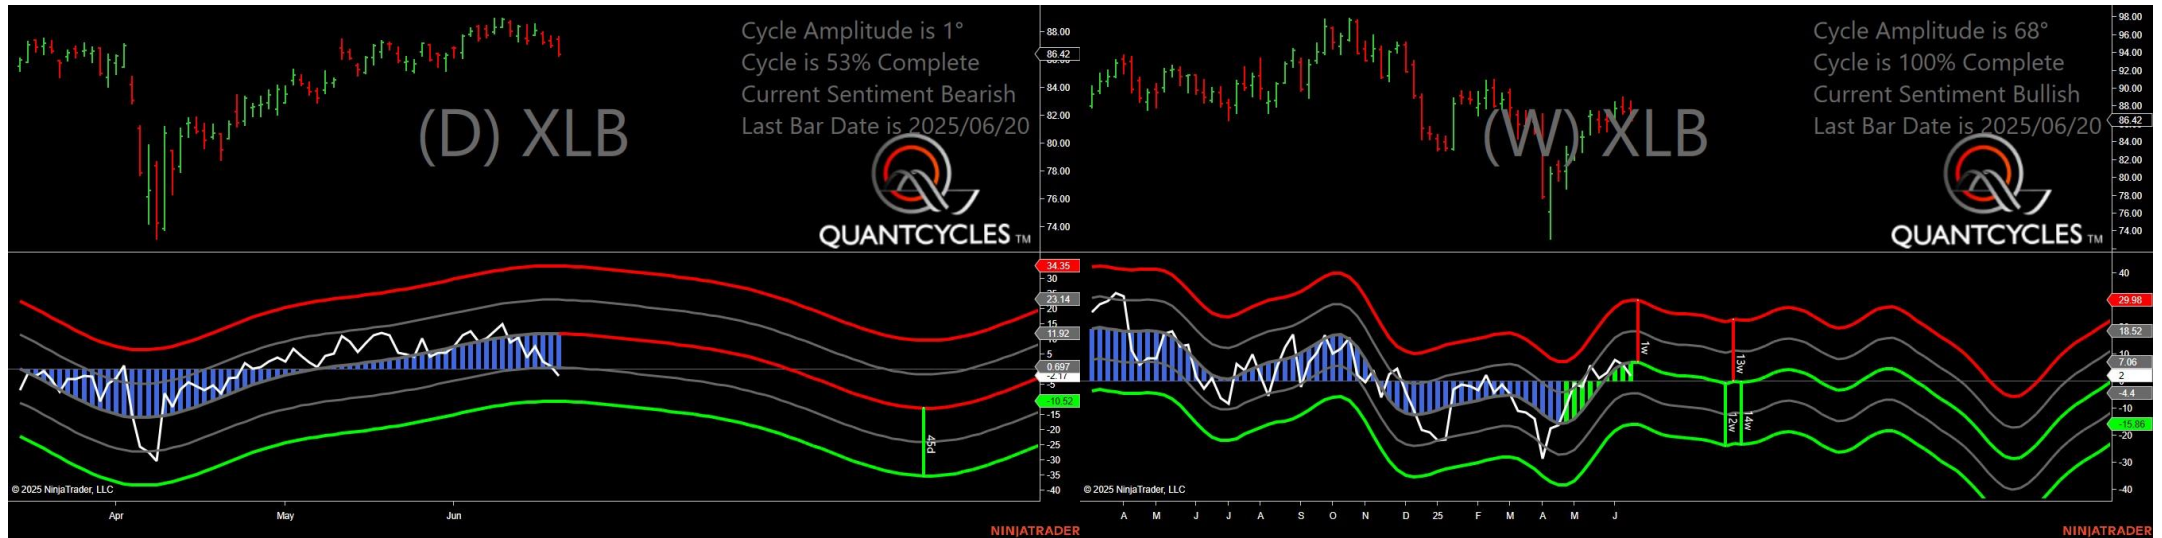 Cycle Amplitude is 1°
Cycle is 53% Complete
Current Sentiment Bearish
Last Bar Date is 2025/06/20
(D) XLB
QUANTCYCLES TM
88.00
86.42
84.00
82.00
80.00
78.00
76.00
74.00
34.35
30
23.14
20
15
11.92
5
0.697
-2.17
-5
-10.52
-15
-20
-25
-30
-35
-40
45d
© 2025 NinjaTrader, LLC
Apr May Jun
NINJATRADER
Cycle Amplitude is 68°
Cycle is 100% Complete
Current Sentiment Bullish
Last Bar Date is 2025/06/20
(W) XLB
QUANTCYCLES TM
98.00
96.00
94.00
92.00
90.00
88.00
86.42
84.00
82.00
80.00
78.00
76.00
74.00
40
29.98
18.52
10
7.06
2
-4.4
-10
-15.86
-20
-30
-40
1w
13w
12w
14w
© 2025 NinjaTrader, LLC
A M J J A S O N D 25 F M A M J
NINJATRADER